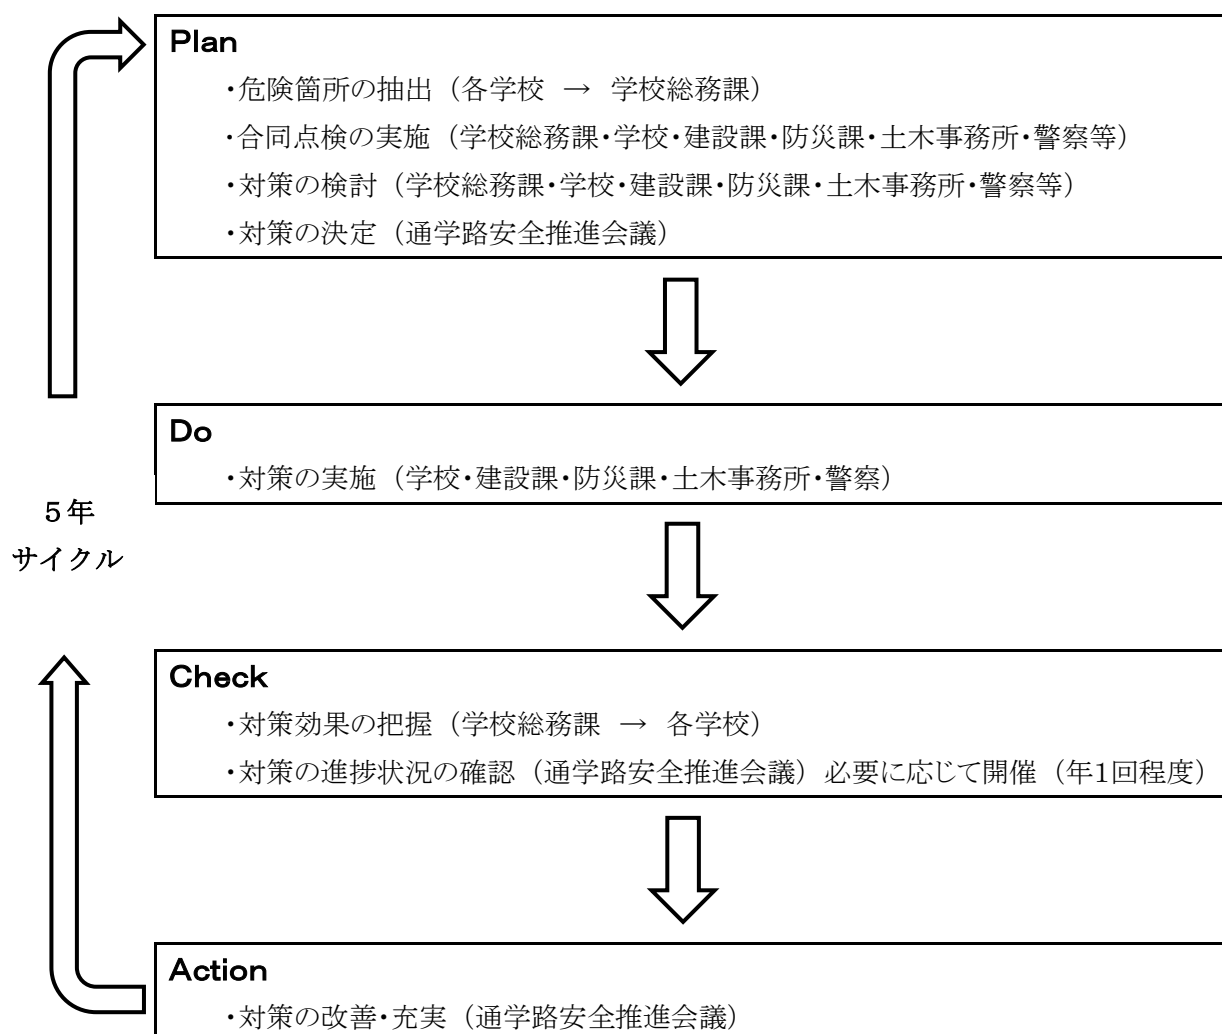 Plan
・危険箇所の抽出（各学校 → 学校総務課）
・合同点検の実施（学校総務課・学校・建設課・防災課・土木事務所・警察等）
・対策の検討（学校総務課・学校・建設課・防災課・土木事務所・警察等）
・対策の決定（通学路安全推進会議）
Do
・対策の実施（学校・建設課・防災課・土木事務所・警察）
５年
サイクル
Check
・対策効果の把握（学校総務課 → 各学校）
・対策の進捗状況の確認（通学路安全推進会議）必要に応じて開催（年1回程度）
Action
・対策の改善・充実（通学路安全推進会議）